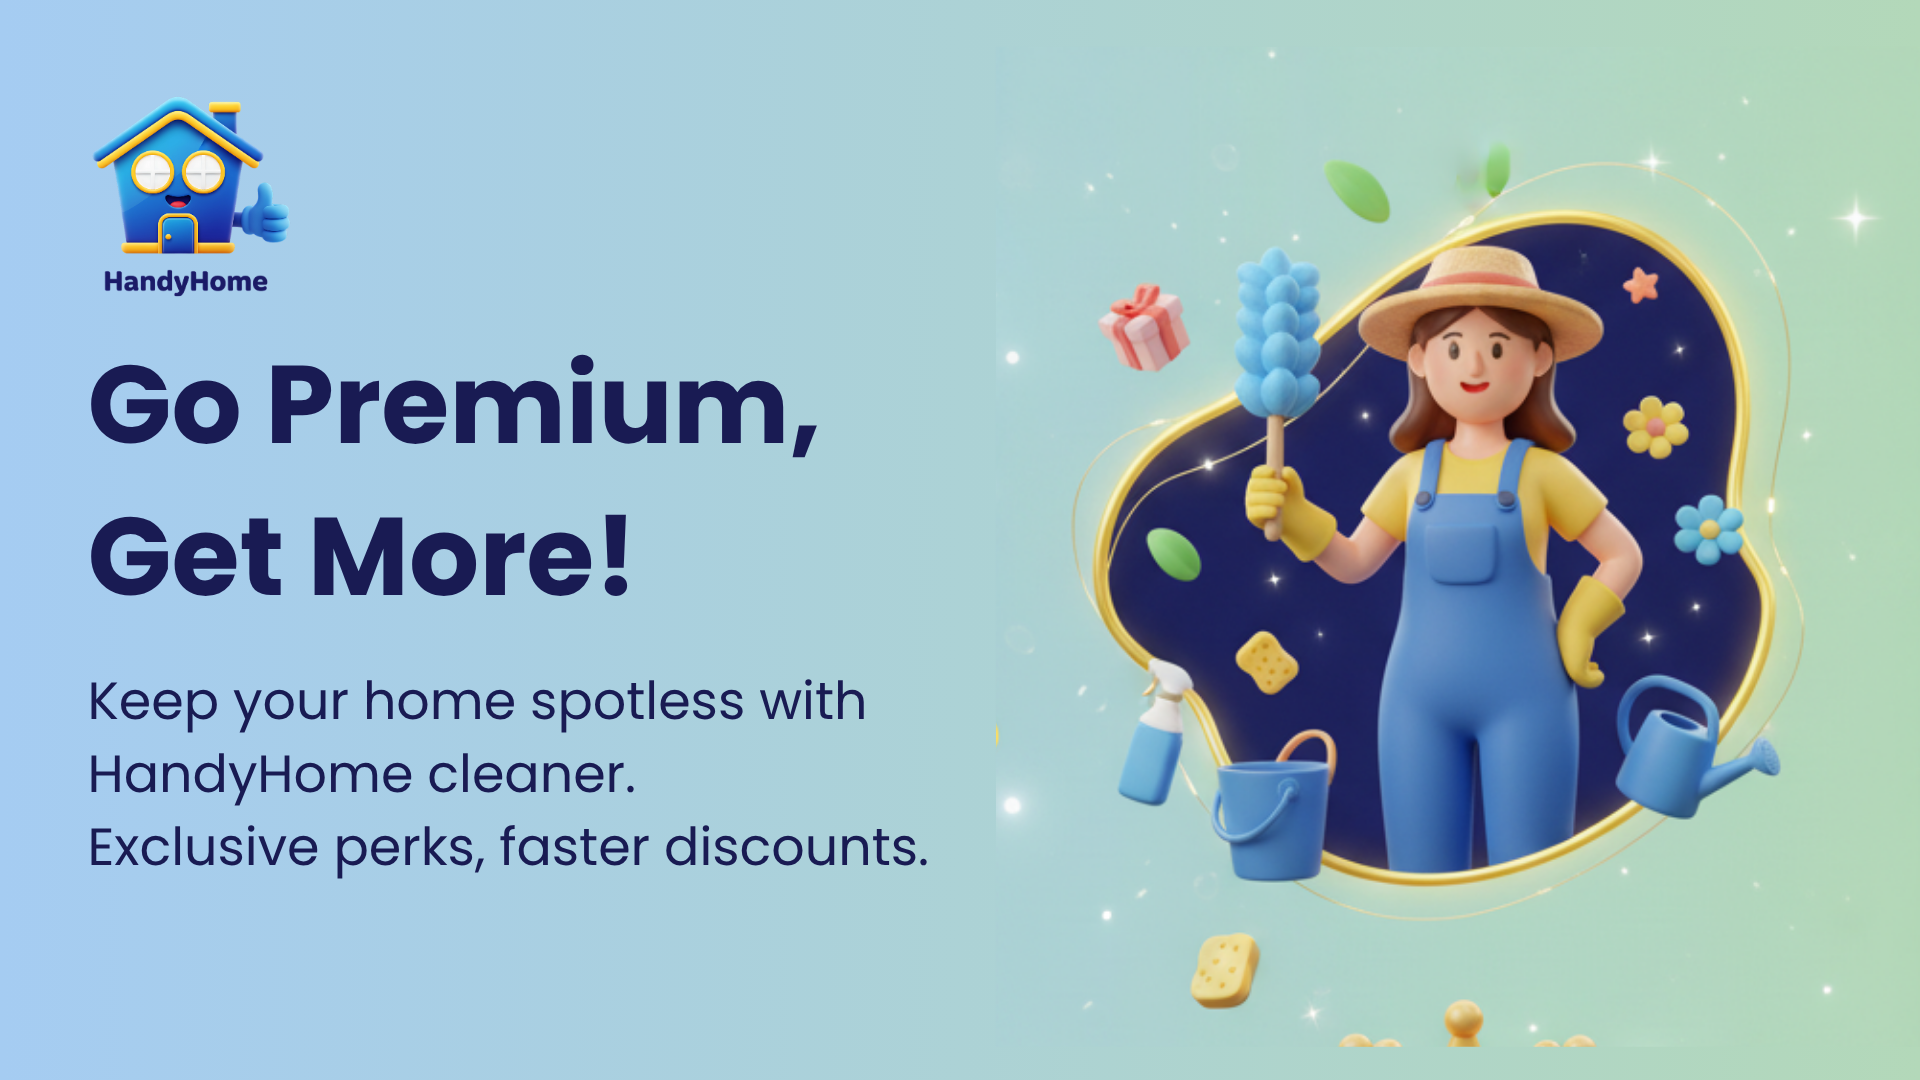 HandyHome
Go Premium,
Get More!
Keep your home spotless with
HandyHome cleaner.
Exclusive perks, faster discounts.